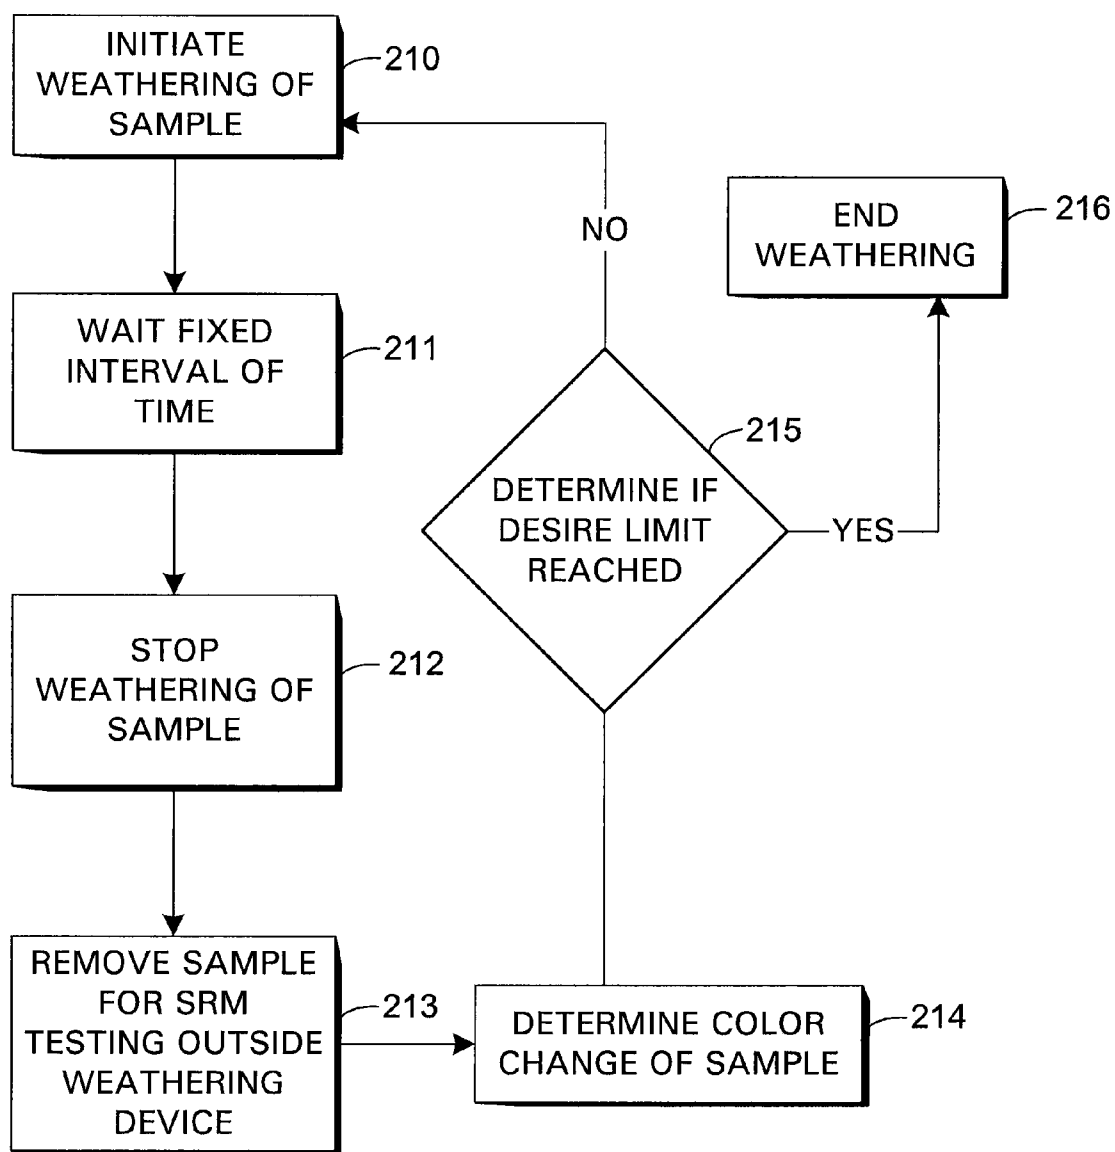 INITIATE
WEATHERING OF
SAMPLE
210
WAIT FIXED
INTERVAL OF
TIME
211
STOP
WEATHERING OF
SAMPLE
212
REMOVE SAMPLE
FOR SRM
TESTING OUTSIDE
WEATHERING
DEVICE
213
DETERMINE COLOR
CHANGE OF SAMPLE
214
DETERMINE IF
DESIRE LIMIT
REACHED
215
NO
YES
END
WEATHERING
216